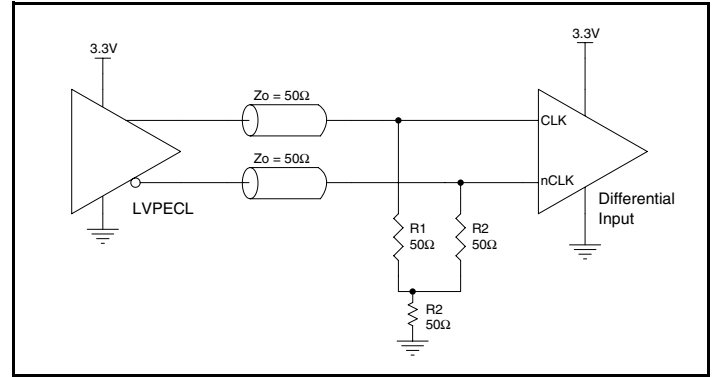 3.3V
3.3V
Zo = 50Ω
CLK
Zo = 50Ω
nCLK
LVPECL
Differential
Input
R1
50Ω
R2
50Ω
R2
50Ω